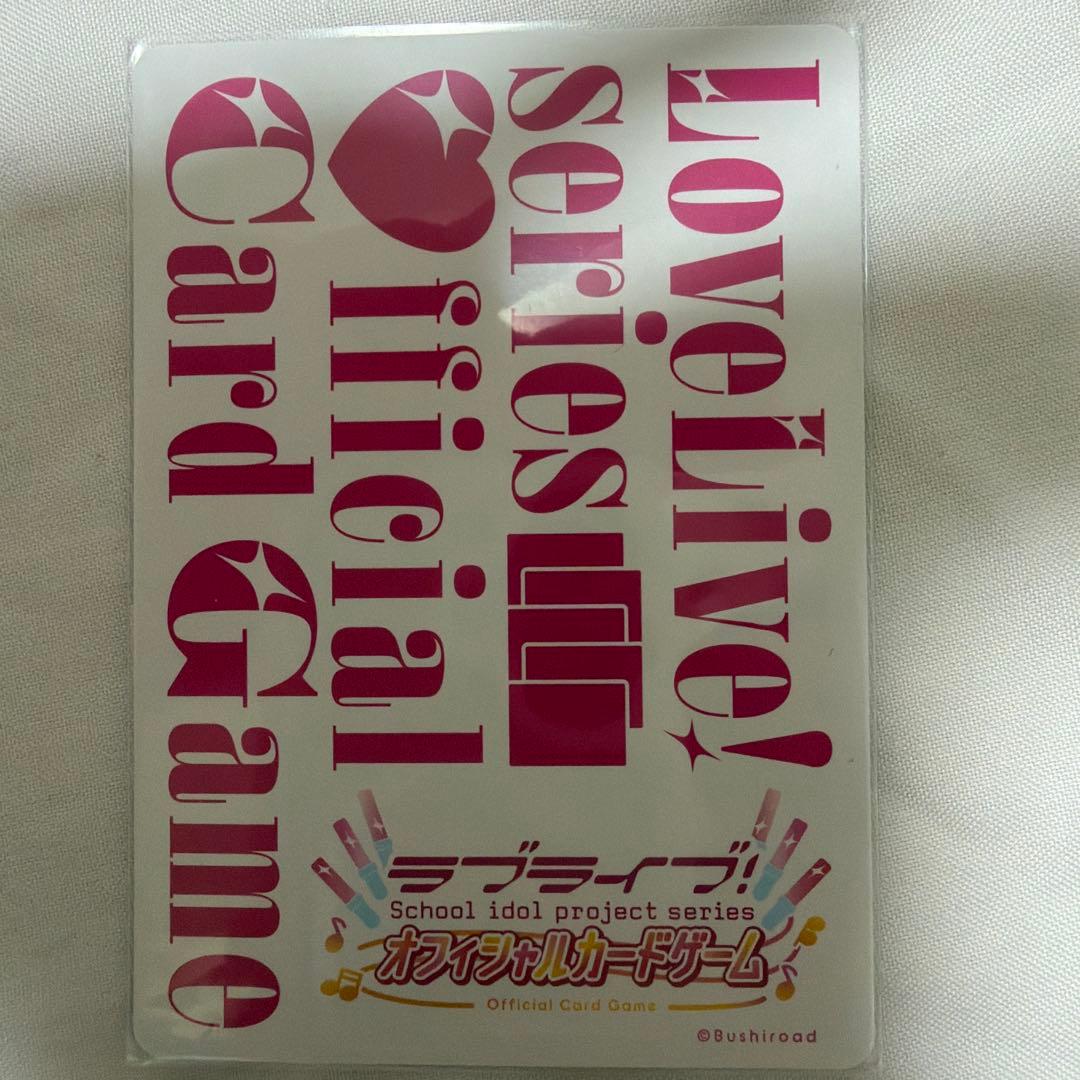 LoveLive!
series
Official
Card Game
ラブライブ!
School idol project series
オフィシャルカードゲーム
Official Card Game
©Bushiroad